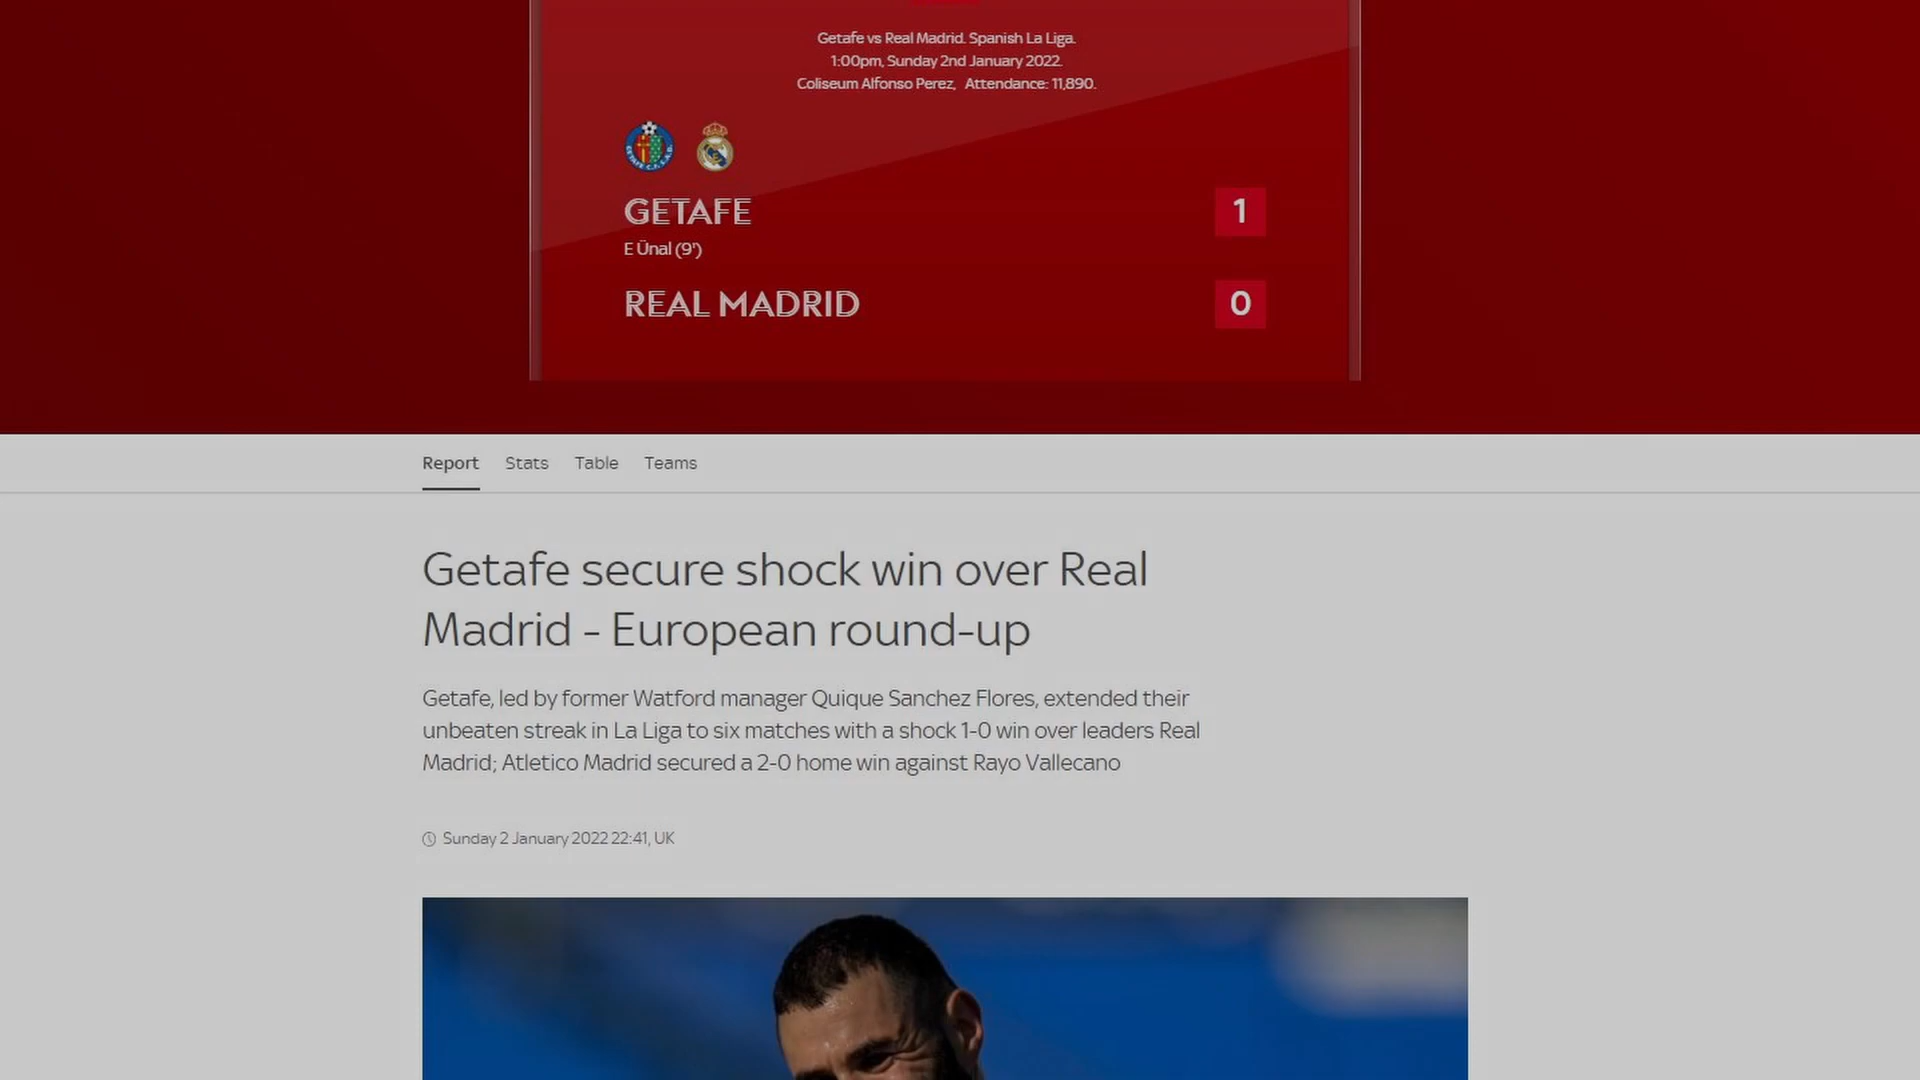 Getafe vs Real Madrid. Spanish La Liga.
1:00pm, Sunday 2nd January 2022.
Coliseum Alfonso Perez, Attendance: 11,890.
GETAFE 1
E Ünal (9')
REAL MADRID 0
Report Stats Table Teams
Getafe secure shock win over Real
Madrid - European round-up
Getafe, led by former Watford manager Quique Sanchez Flores, extended their
unbeaten streak in La Liga to six matches with a shock 1-0 win over leaders Real
Madrid; Atletico Madrid secured a 2-0 home win against Rayo Vallecano
Sunday 2 January 2022 22:41, UK